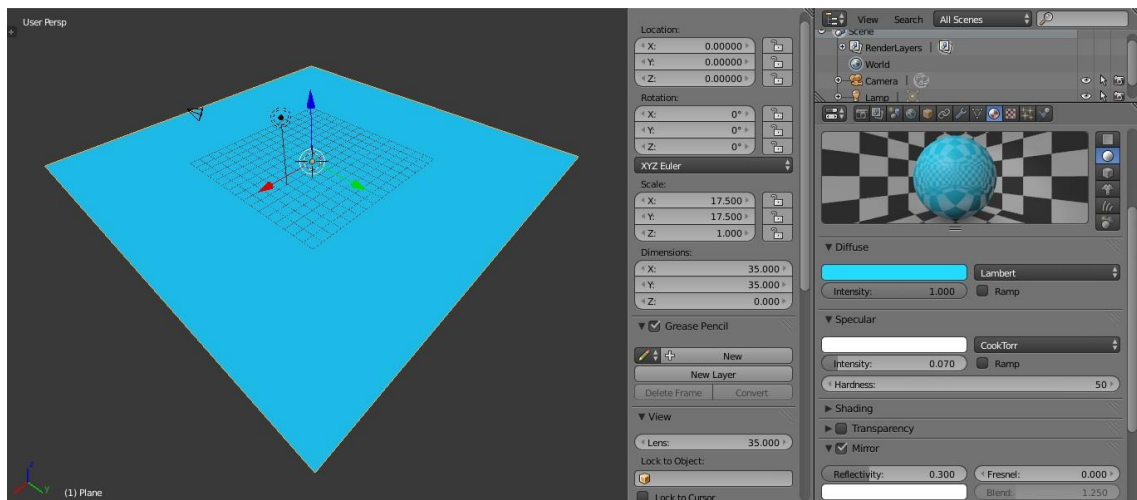 User Persp
(1) Plane
z
y
Location:
X: 0.00000
Y: 0.00000
Z: 0.00000
Rotation:
X: 0°
Y: 0°
Z: 0°
XYZ Euler
Scale:
X: 17.500
Y: 17.500
Z: 1.000
Dimensions:
X: 35.000
Y: 35.000
Z: 0.000
Grease Pencil
New
New Layer
Delete Frame Convert
View
Lens: 35.000
Lock to Object:
Lock to Cursor
View Search All Scenes
Scene
RenderLayers
World
Camera
Lamp
Diffuse
Lambert
Intensity: 1.000 Ramp
Specular
CookTorr
Intensity: 0.070 Ramp
Hardness: 50
Shading
Transparency
Mirror
Reflectivity: 0.300 Fresnel: 0.000
Blend: 1.250